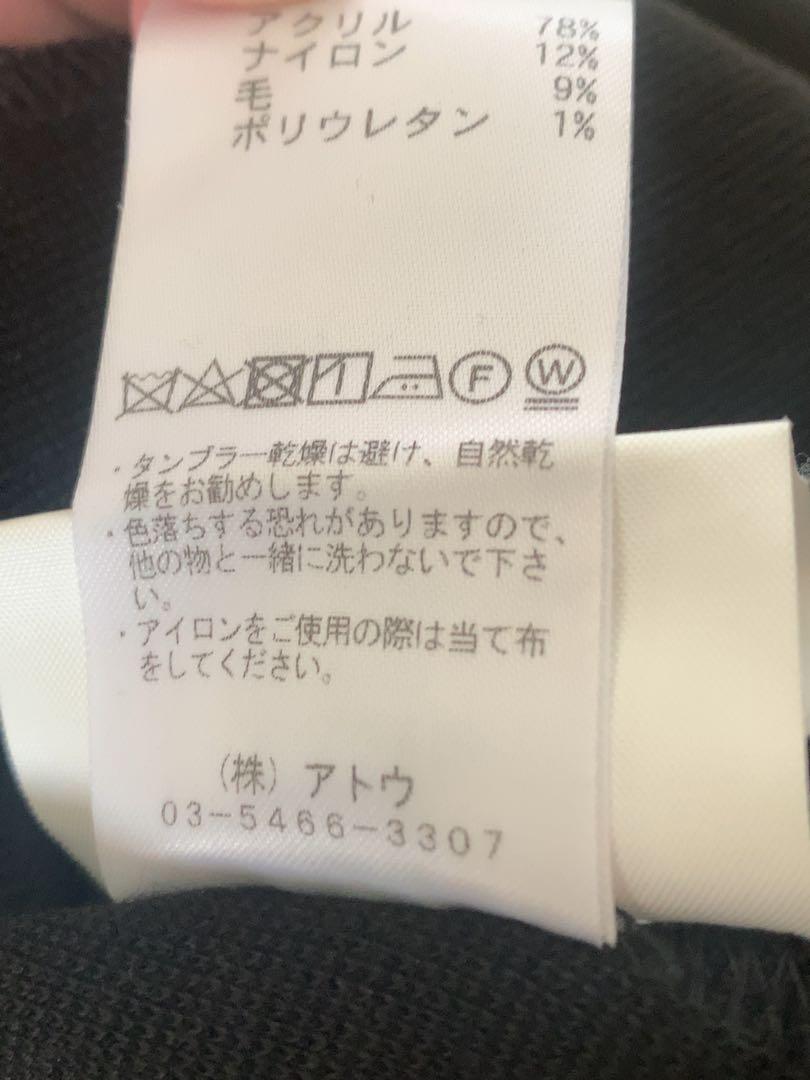 アクリル 78%
ナイロン 12%
毛 9%
ポリウレタン 1%
F W
・タンブラー乾燥は避け、自然乾
燥をお勧めします。
・色落ちする恐れがありますので、
他の物と一緒に洗わないで下さ
い。
・アイロンをご使用の際は当て布
をしてください。
(株)アトウ
03-5466-3307